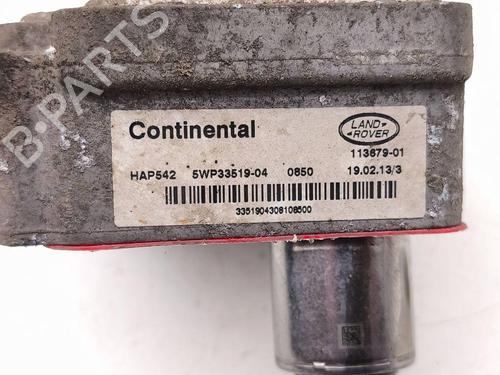 B-PARTS
Continental
LAND-
ROVER
113679-01
HAP542 5WP33519-04 0850 19.02.13/3
3351904308108500